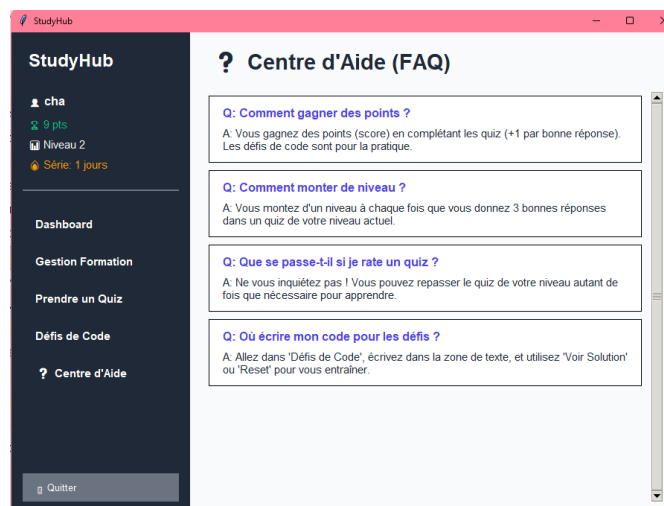 StudyHub
StudyHub
cha
9 pts
Niveau 2
Série: 1 jours
Dashboard
Gestion Formation
Prendre un Quiz
Défis de Code
? Centre d'Aide
Quitter
? Centre d'Aide (FAQ)
Q: Comment gagner des points ?
A: Vous gagnez des points (score) en complétant les quiz (+1 par bonne réponse).
Les défis de code sont pour la pratique.
Q: Comment monter de niveau ?
A: Vous montez d'un niveau à chaque fois que vous donnez 3 bonnes réponses
dans un quiz de votre niveau actuel.
Q: Que se passe-t-il si je rate un quiz ?
A: Ne vous inquiétez pas ! Vous pouvez repasser le quiz de votre niveau autant de
fois que nécessaire pour apprendre.
Q: Où écrire mon code pour les défis ?
A: Allez dans 'Défis de Code', écrivez dans la zone de texte, et utilisez 'Voir Solution'
ou 'Reset' pour vous entraîner.